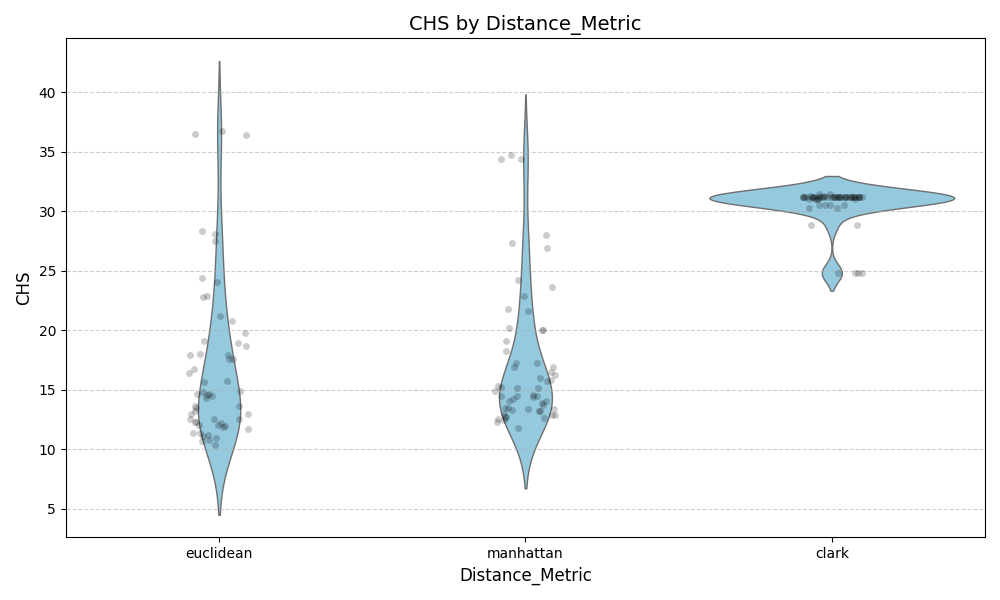 CHS by Distance_Metric
CHS
40
35
30
25
20
15
10
5
euclidean
manhattan
clark
Distance_Metric